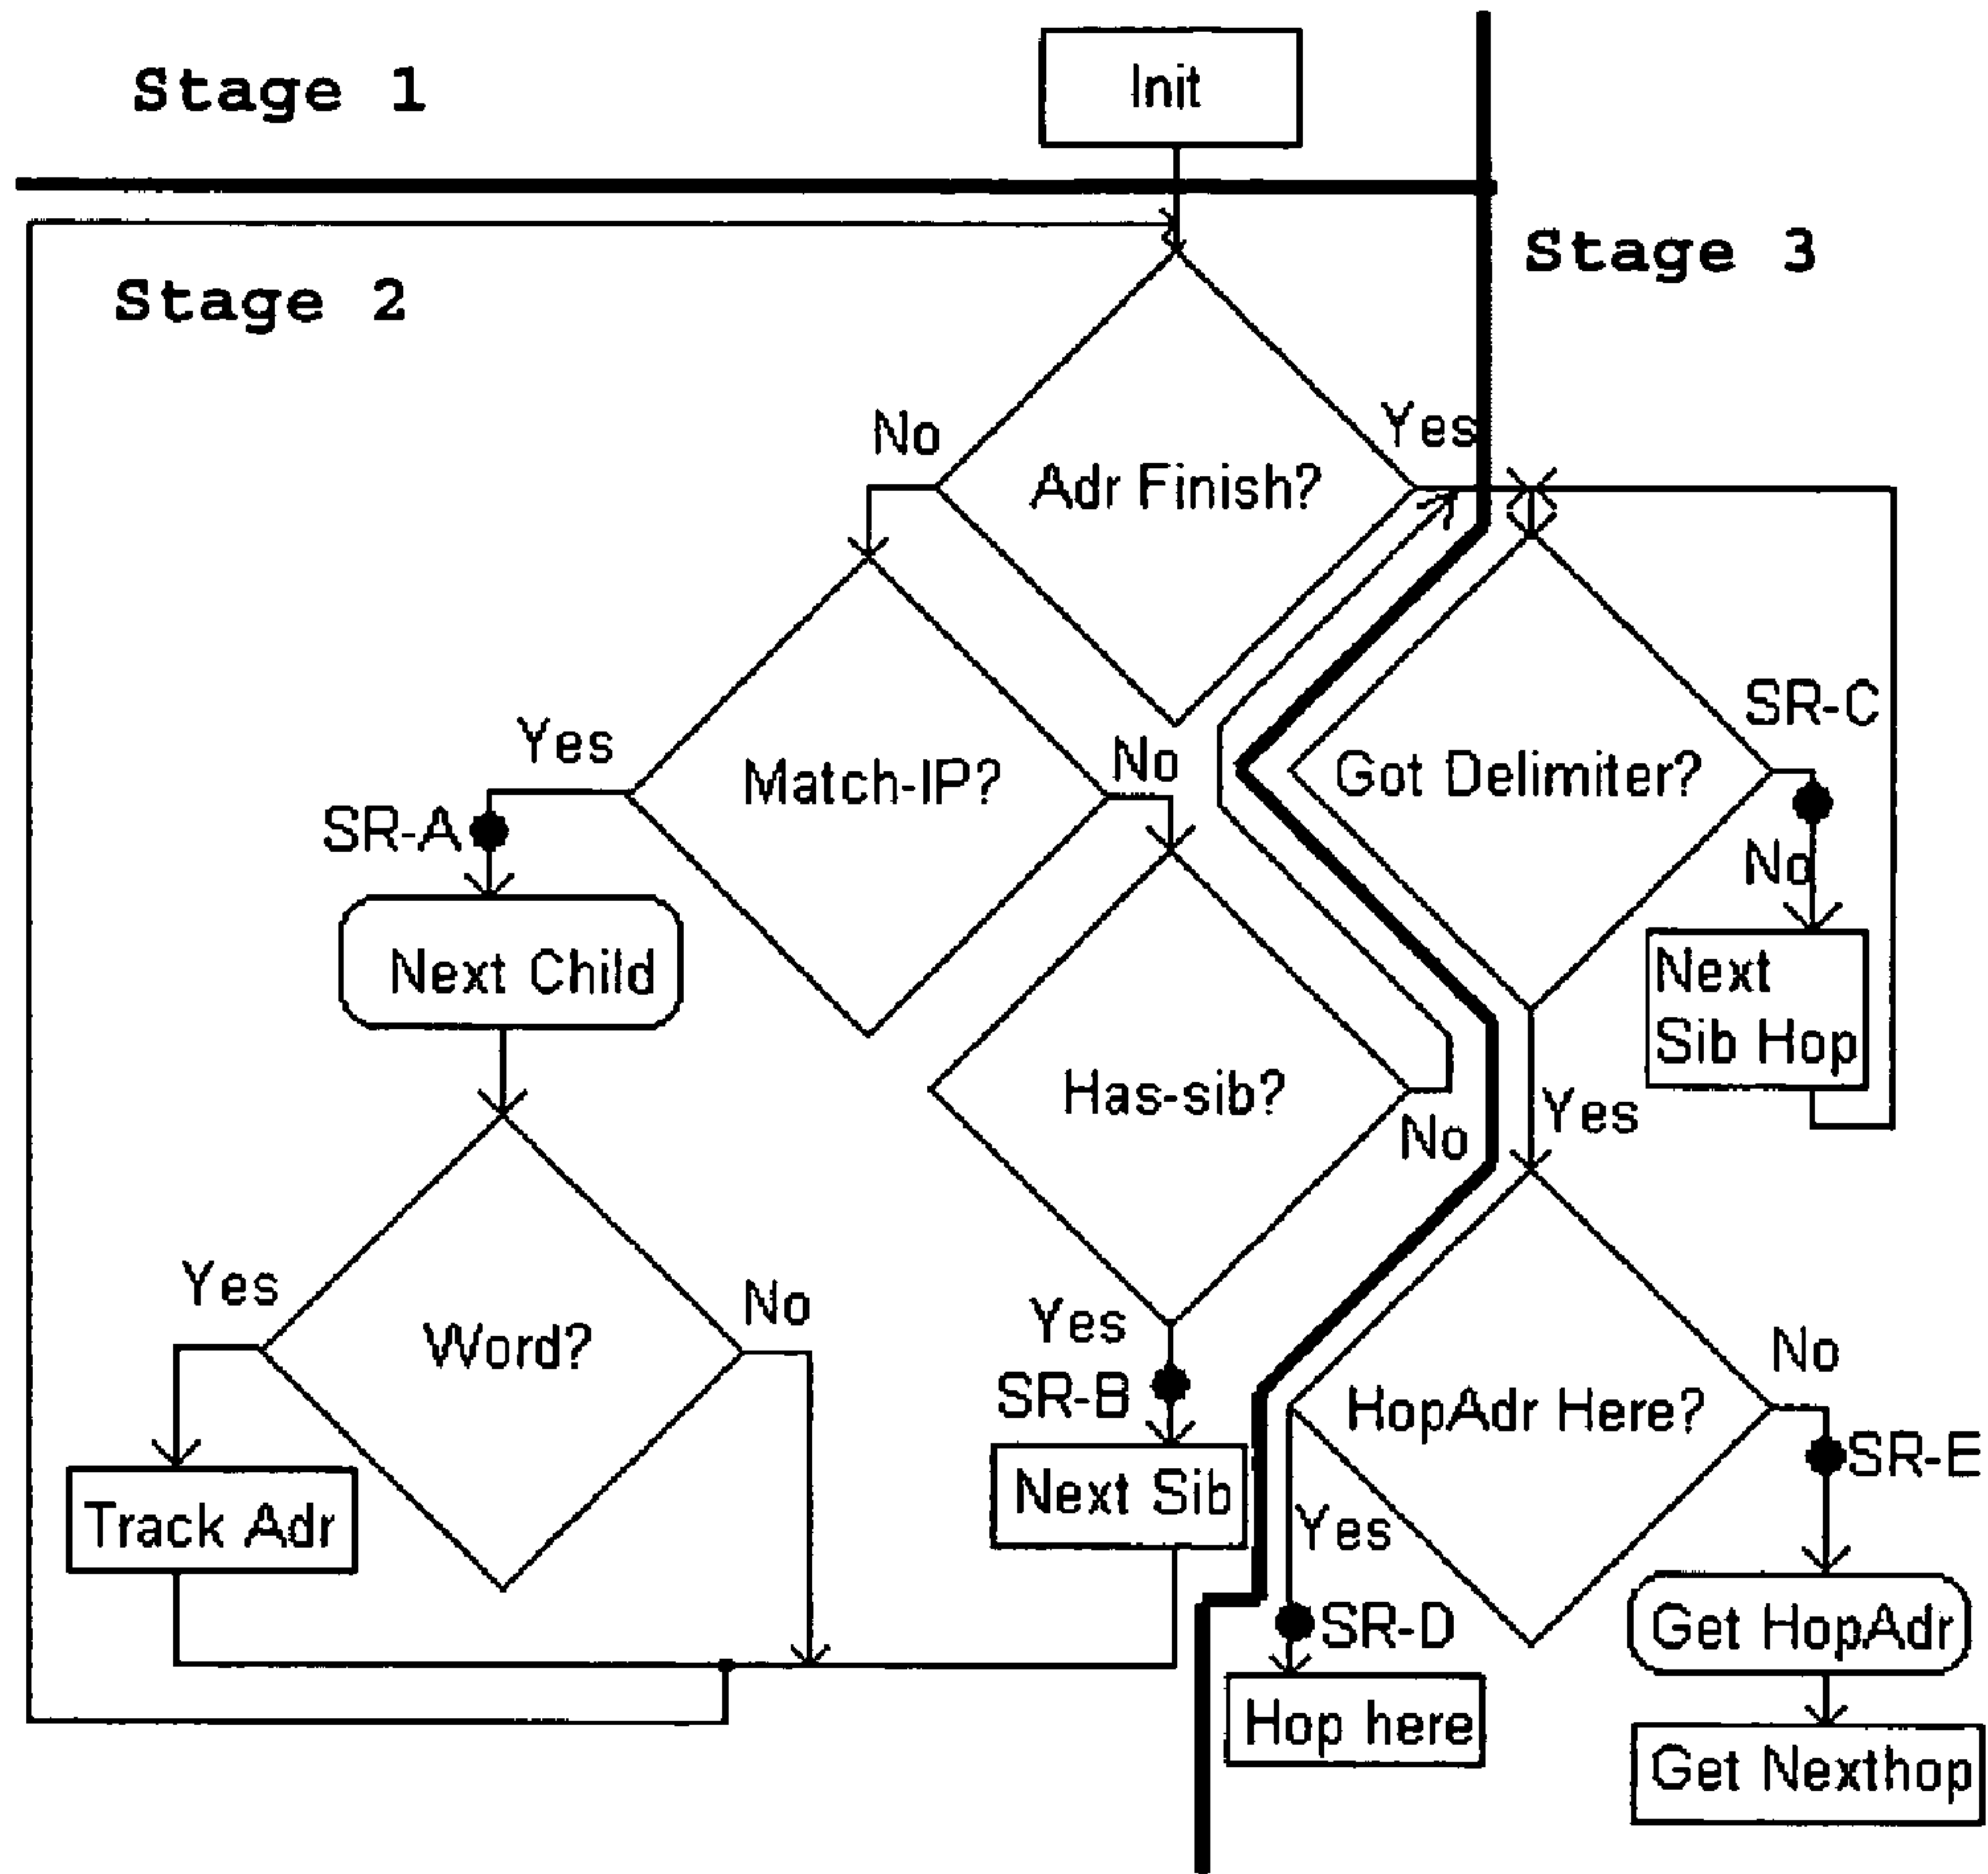 Init
Stage 1
Stage 3
Stage 2
No
Yes
Adr Finish?
SR-C
Yes
No
Match-IP?
Got Delimiter?
SR-A
No
Next Child
Next
Sib Hop
Has-sib?
Yes
No
Yes
No
Yes
Word?
No
SR-B
HopAdr Here?
SR-E
Next Sib
Track Adr
Yes
SR-D
Get HopAdr
Hop here
Get Nexthop